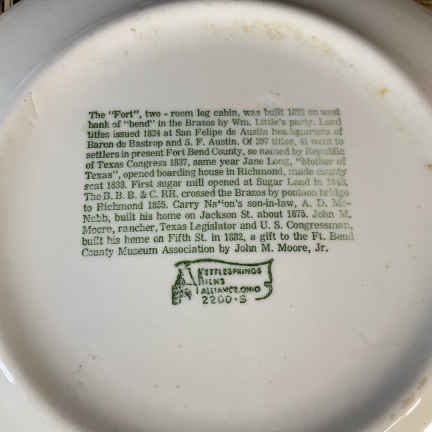 The "Fort", two - room log cabin, was built 1822 on west
bank of "bend" in the Brazos by Wm. Little's party. Land
titles issued 1824 at San Felipe de Austin headquarters of
Baron de Bastrop and S. F. Austin. Of 297 titles, went to
settlers in present Fort Bend County, so named by Republic
of Texas Congress 1837, same year Jane Long, "Mother of
Texas", opened boarding house in Richmond, made county
seat 1838. First sugar mill opened at Sugar Land in
The B. B. B. & C. RR. crossed the Brazos by pontoon bridge
to Richmond 1855. Carry Nation's son-in-law, A. D. Mc-
Nabb, built his home on Jackson St. about 1875. John M.
Moore, rancher, Texas Legislator and U. S. Congressman,
built his home on Fifth St. in 1882, a gift to the Ft. Bend
County Museum Association by John M. Moore, Jr.
KETTLESPRINGS
KILNS
ALLIANCE, OHIO
2200-S